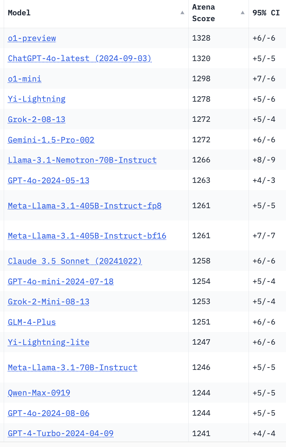 Model Arena Score 95% CI
o1-preview 1328 +6/-6
ChatGPT-4o-latest (2024-09-03) 1320 +5/-5
o1-mini 1298 +7/-6
Yi-Lightning 1278 +5/-6
Grok-2-08-13 1272 +5/-4
Gemini-1.5-Pro-002 1272 +6/-6
Llama-3.1-Nemotron-70B-Instruct 1266 +8/-9
GPT-4o-2024-05-13 1263 +4/-3
Meta-Llama-3.1-405B-Instruct-fp8 1261 +5/-5
Meta-Llama-3.1-405B-Instruct-bf16 1261 +7/-7
Claude 3.5 Sonnet (20241022) 1258 +6/-6
GPT-4o-mini-2024-07-18 1254 +5/-4
Grok-2-Mini-08-13 1253 +5/-4
GLM-4-Plus 1251 +6/-6
Yi-Lightning-lite 1247 +6/-6
Meta-Llama-3.1-70B-Instruct 1246 +5/-5
Qwen-Max-0919 1244 +5/-5
GPT-4o-2024-08-06 1244 +5/-5
GPT-4-Turbo-2024-04-09 1241 +4/-4